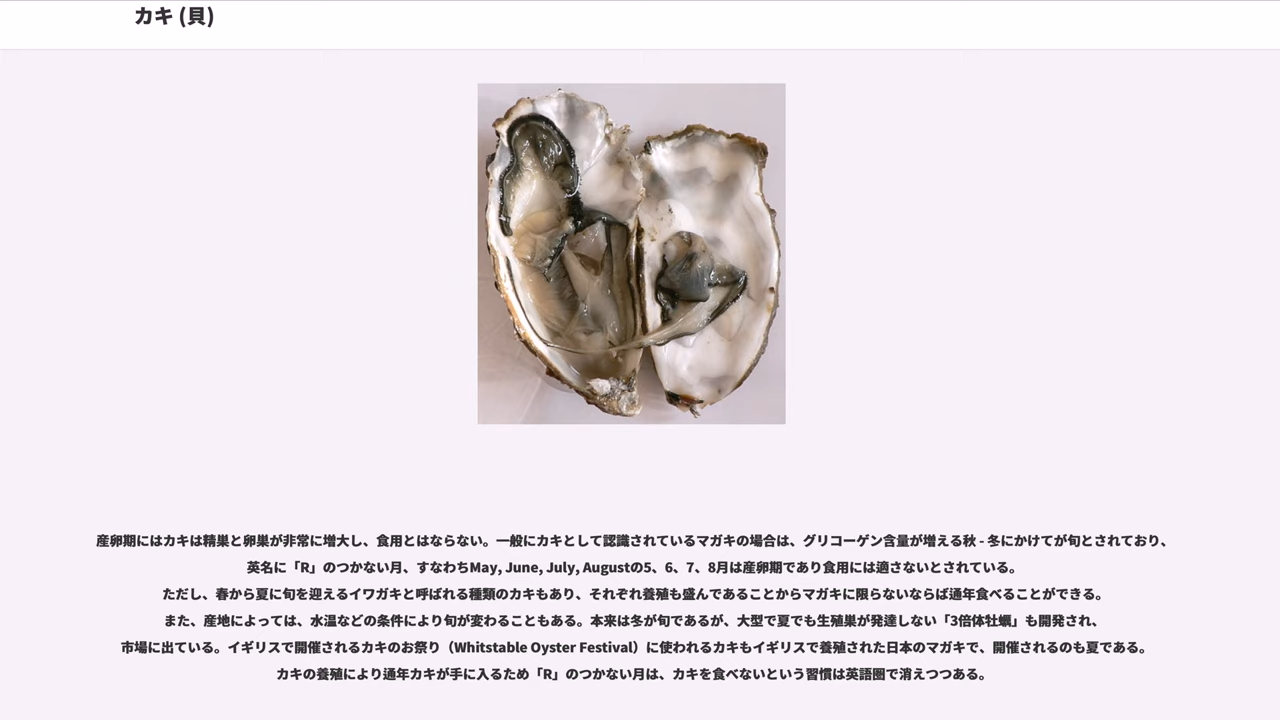 カキ (貝)
産卵期にはカキは精巣と卵巣が非常に増大し、食用とはならない。一般にカキとして認識されているマガキの場合は、グリコーゲン含量が増える秋 - 冬にかけてが旬とされており、
英名に「R」のつかない月、すなわちMay, June, July, Augustの5、6、7、8月は産卵期であり食用には適さないとされている。
ただし、春から夏に旬を迎えるイワガキと呼ばれる種類のカキもあり、それぞれ養殖も盛んであることからマガキに限らないならば通年食べることができる。
また、産地によっては、水温などの条件により旬が変わることもある。本来は冬が旬であるが、大型で夏でも生殖巣が発達しない「3倍体牡蠣」も開発され、
市場に出ている。イギリスで開催されるカキのお祭り（Whitstable Oyster Festival）に使われるカキもイギリスで養殖された日本のマガキで、開催されるのも夏である。
カキの養殖により通年カキが手に入るため「R」のつかない月は、カキを食べないという習慣は英語圏で消えつつある。